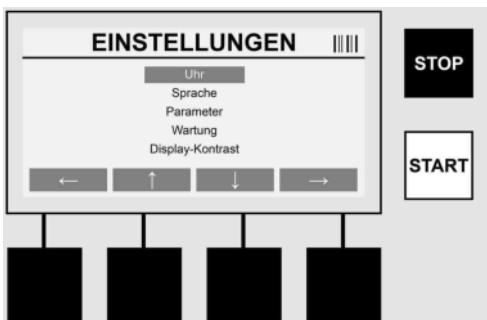 EINSTELLUNGEN
STOP
Uhr
Sprache
Parameter
Wartung
Display-Kontrast
START
← ↑ ↓ →